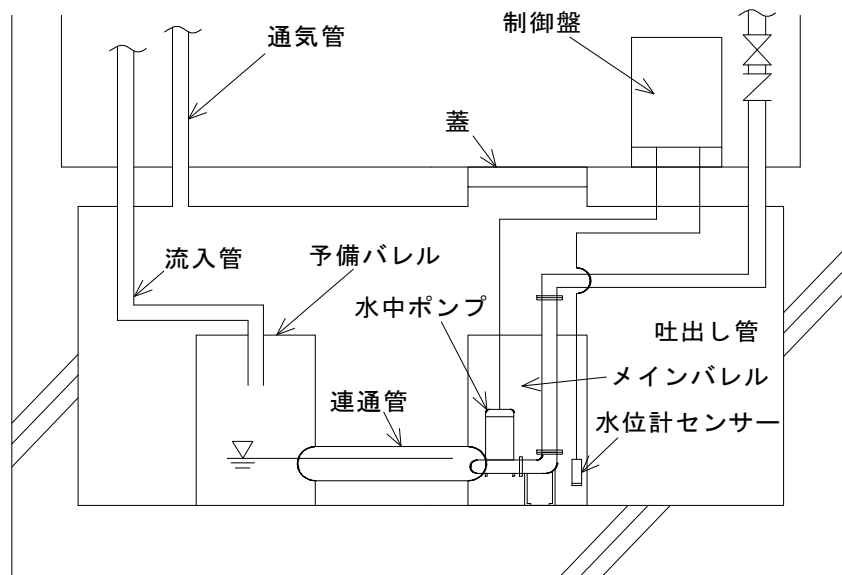 制御盤
通気管
蓋
流入管
予備バレル
水中ポンプ
吐出し管
メインバレル
連通管
水位計センサー